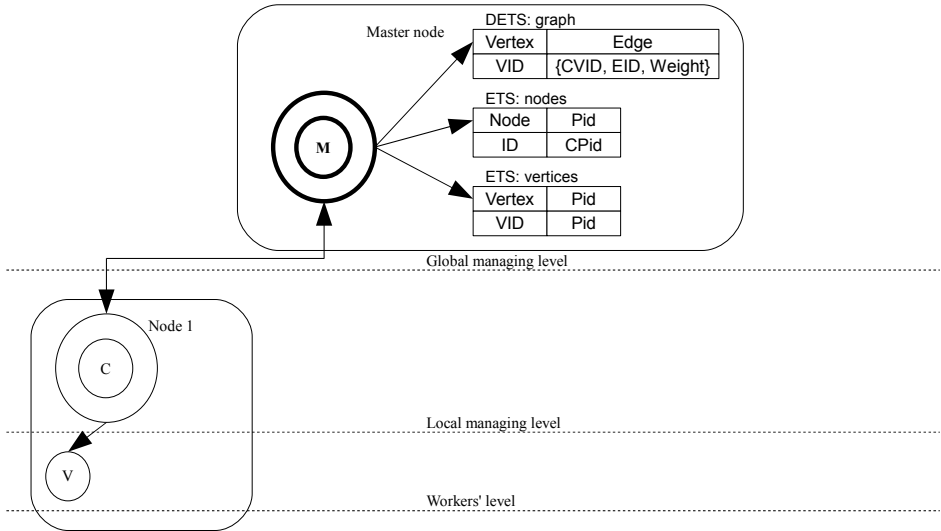 DETS: graph
Master node
Vertex Edge
VID {CVID, EID, Weight}
ETS: nodes
Node Pid
M
ID CPid
ETS: vertices
Vertex Pid
VID Pid
Global managing level
Node 1
C
Local managing level
V
Workers' level